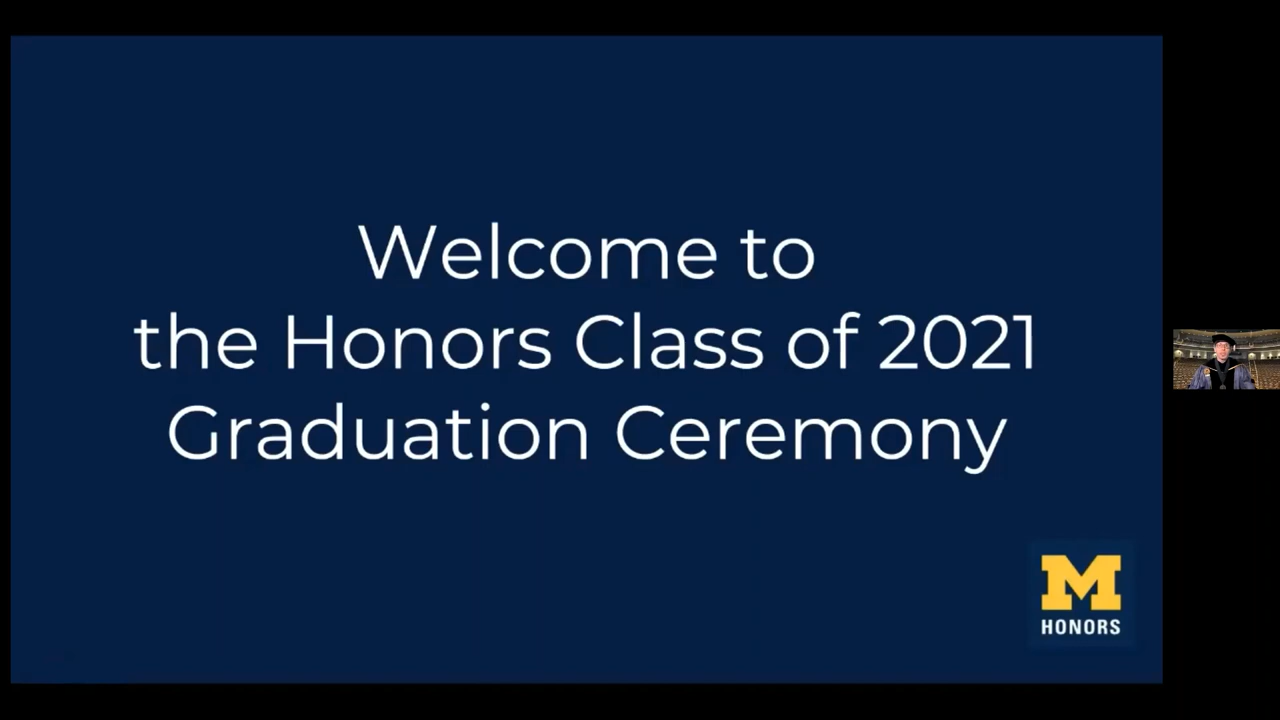 Welcome to
the Honors Class of 2021
Graduation Ceremony
M
HONORS